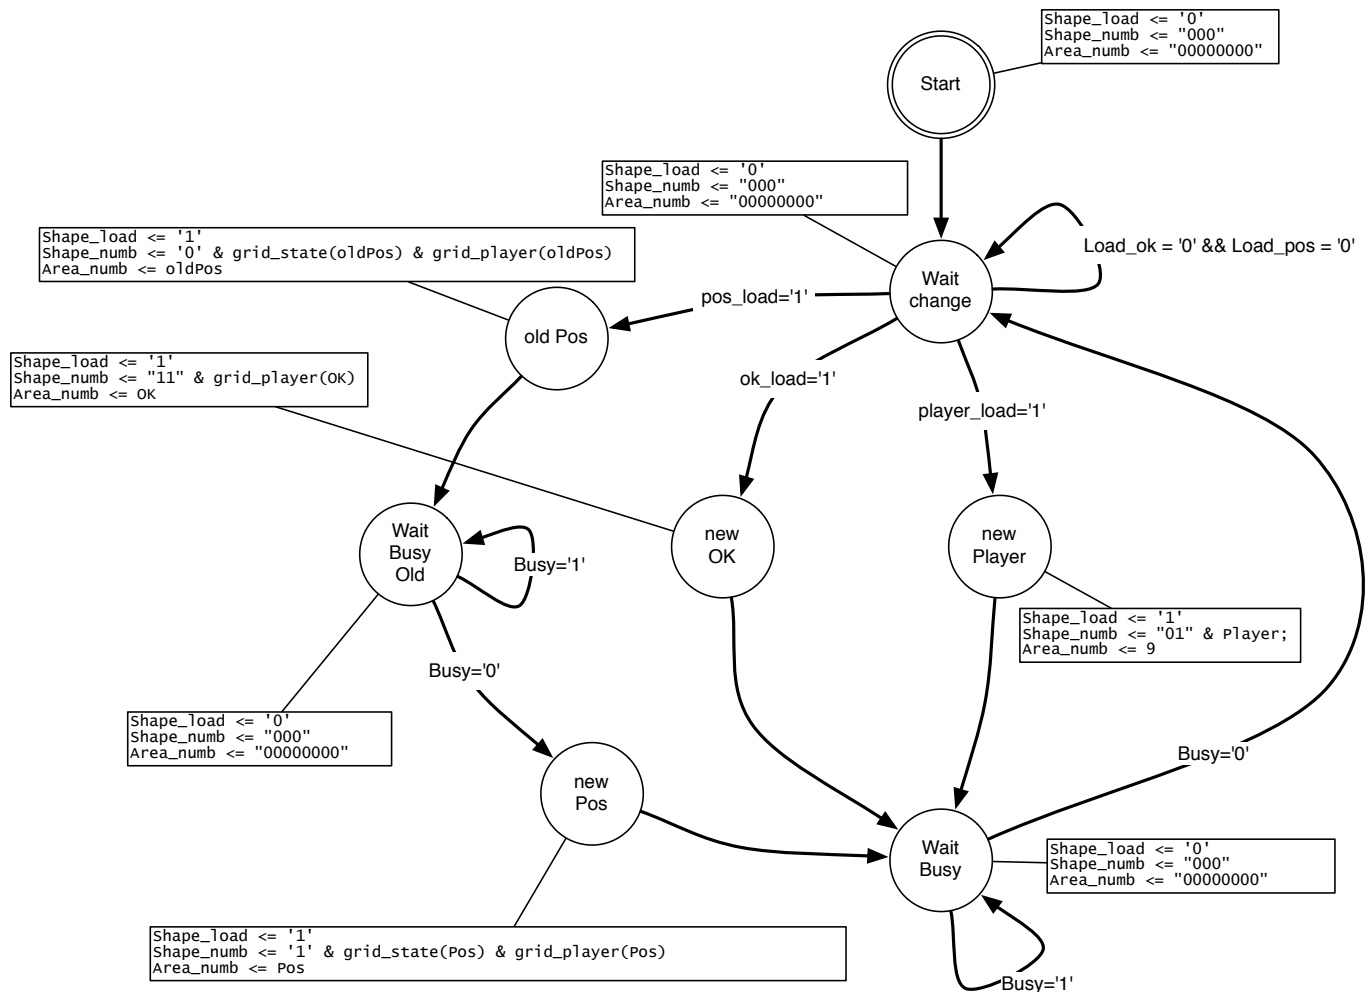 Shape_load <= '0'
Shape_numb <= "000"
Area_numb <= "00000000"
Start
Shape_load <= '0'
Shape_numb <= "000"
Area_numb <= "00000000"
Shape_load <= '1'
Shape_numb <= '0' & grid_state(oldPos) & grid_player(oldPos)
Area_numb <= oldPos
Load_ok = '0' && Load_pos = '0'
Wait
change
pos_load='1'
old Pos
Shape_load <= '1'
Shape_numb <= "11" & grid_player(OK)
Area_numb <= OK
ok_load='1'
player_load='1'
Wait
Busy
Old
Busy='1'
new
OK
new
Player
Shape_load <= '1'
Shape_numb <= "01" & Player;
Area_numb <= 9
Busy='0'
Shape_load <= '0'
Shape_numb <= "000"
Area_numb <= "00000000"
Busy='0'
new
Pos
Wait
Busy
Shape_load <= '0'
Shape_numb <= "000"
Area_numb <= "00000000"
Shape_load <= '1'
Shape_numb <= '1' & grid_state(Pos) & grid_player(Pos)
Area_numb <= Pos
Busy='1'